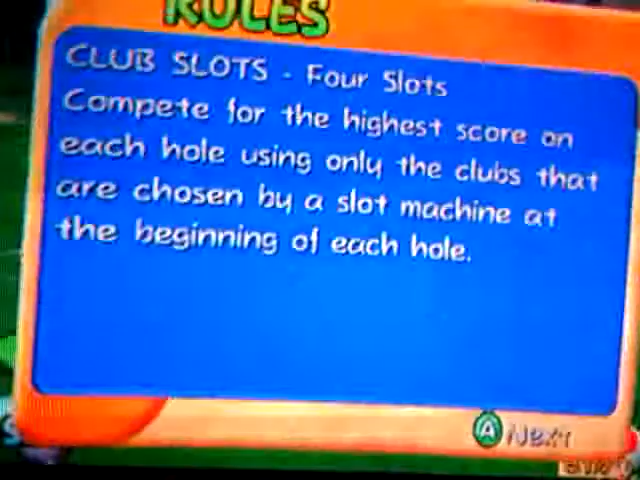 RULES
CLUB SLOTS - Four Slots
Compete for the highest score on
each hole using only the clubs that
are chosen by a slot machine at
the beginning of each hole.
A Next